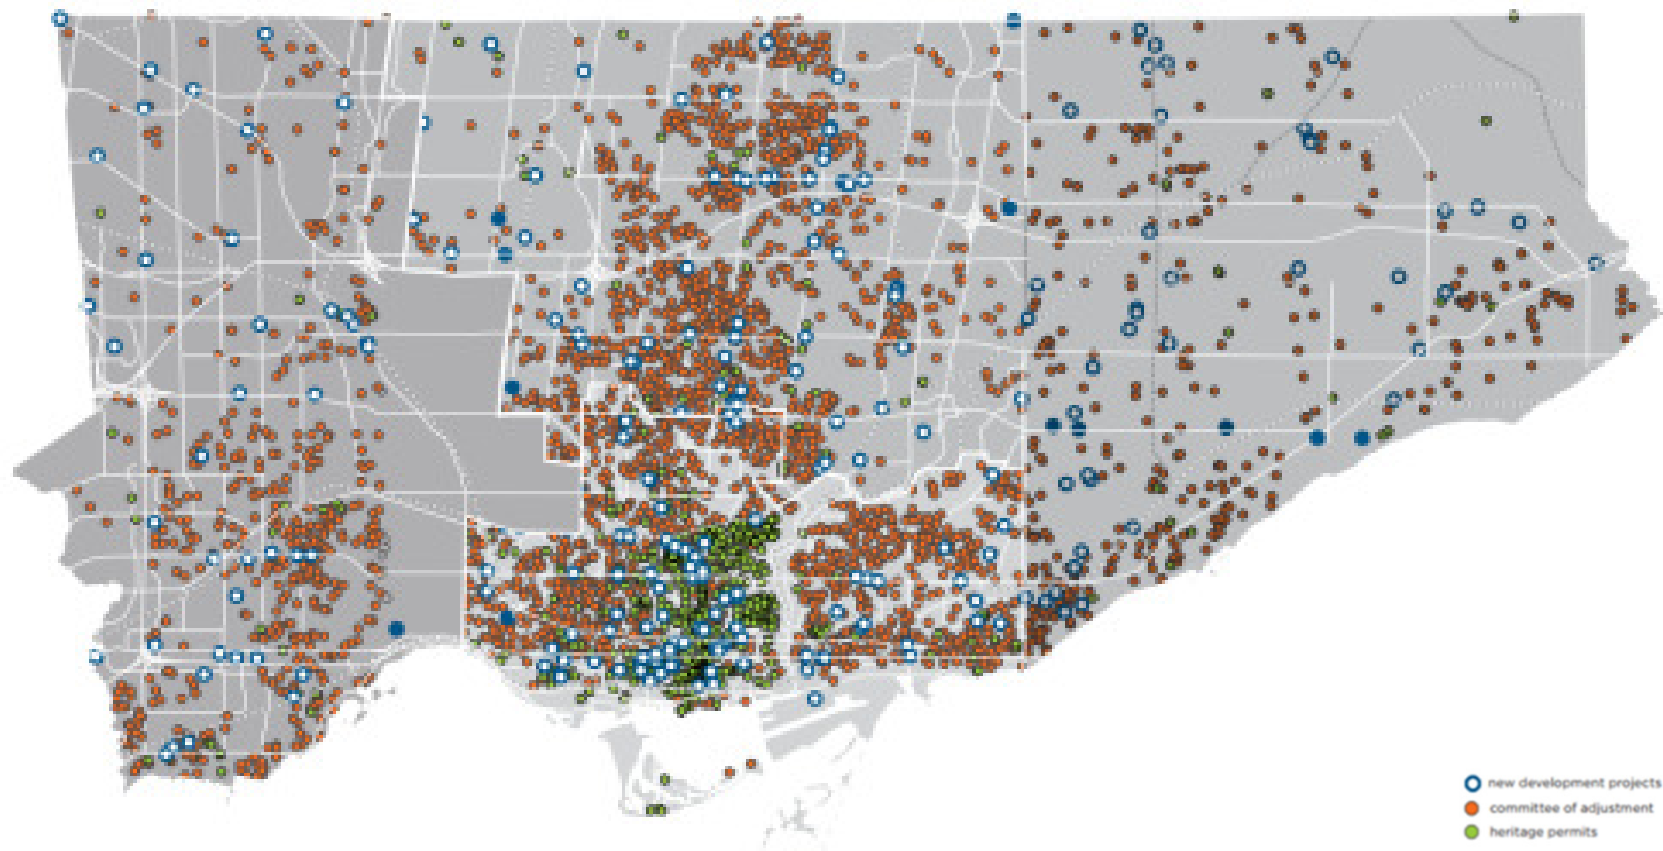 new development projects
committee of adjustment
heritage permits